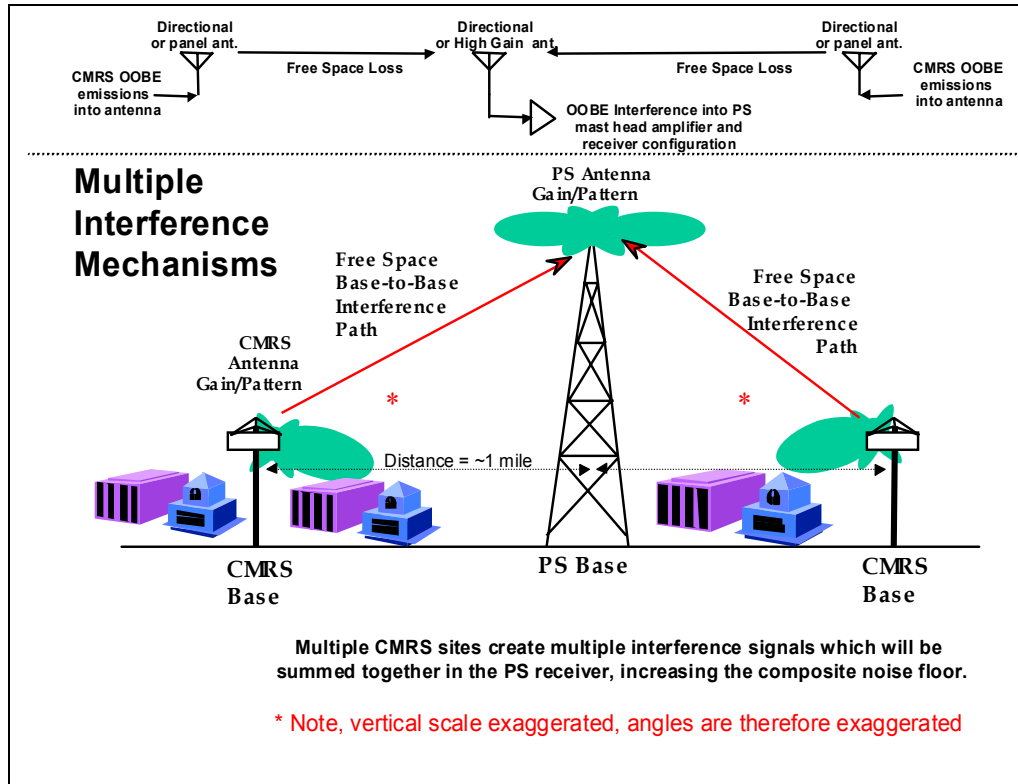 Directional
or panel ant.
Directional
or High Gain ant.
Directional
or panel ant.
CMRS OOBE
emissions
into antenna
Free Space Loss
Free Space Loss
CMRS OOBE
emissions
into antenna
OOBE Interference into PS
mast head amplifier and
receiver configuration
Multiple
Interference
Mechanisms
PS Antenna
Gain/Pattern
Free Space
Base-to-Base
Interference
Path
Free Space
Base-to-Base
Interference
Path
CMRS
Antenna
Gain/Pattern
*
*
Distance = ~1 mile
CMRS
Base
PS Base
CMRS
Base
Multiple CMRS sites create multiple interference signals which will be
summed together in the PS receiver, increasing the composite noise floor.
* Note, vertical scale exaggerated, angles are therefore exaggerated